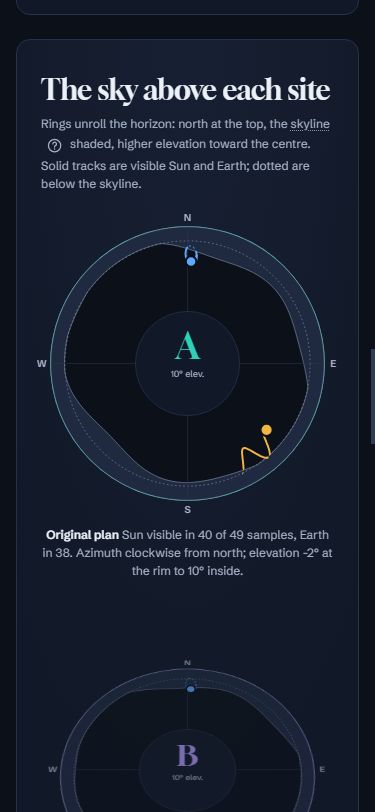 The sky above each site
Rings unroll the horizon: north at the top, the skyline
? shaded, higher elevation toward the centre.
Solid tracks are visible Sun and Earth; dotted are
below the skyline.
N
W
A
10° elev.
E
S
Original plan Sun visible in 40 of 49 samples, Earth
in 38. Azimuth clockwise from north; elevation -2° at
the rim to 10° inside.
N
W
B
10° elev.
E